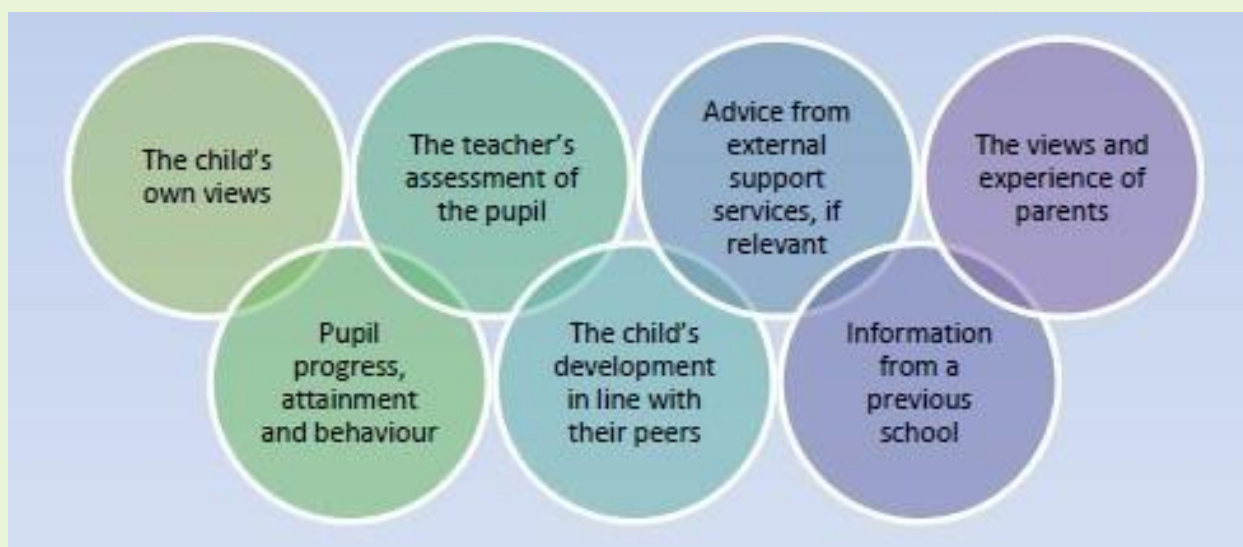 The child's
own views
The teacher's
assessment of
the pupil
Advice from
external
support
services, if
relevant
The views and
experience of
parents
Pupil
progress,
attainment
and behaviour
The child's
development
in line with
their peers
Information
from a
previous
school